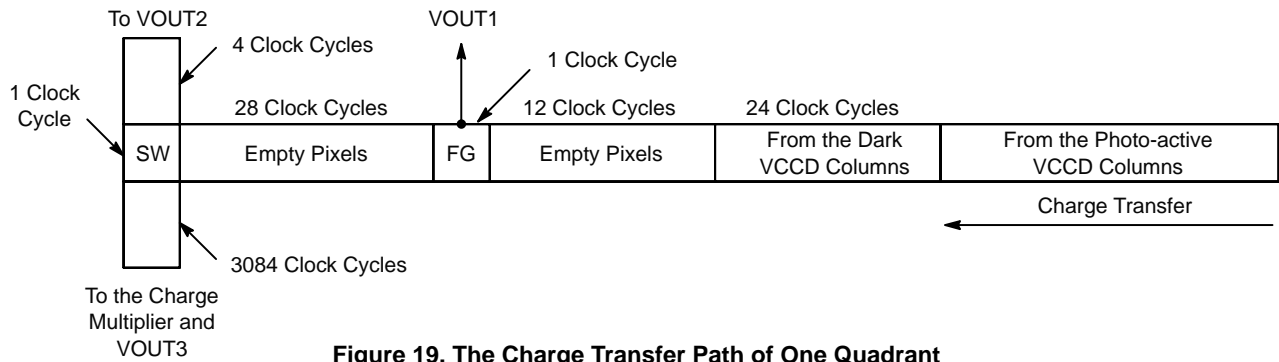 To VOUT2
VOUT1
4 Clock Cycles
1 Clock Cycle
1 Clock
Cycle
28 Clock Cycles
12 Clock Cycles
24 Clock Cycles
SW
Empty Pixels
FG
Empty Pixels
From the Dark
VCCD Columns
From the Photo-active
VCCD Columns
Charge Transfer
3084 Clock Cycles
To the Charge
Multiplier and
VOUT3
Figure 19. The Charge Transfer Path of One Quadrant